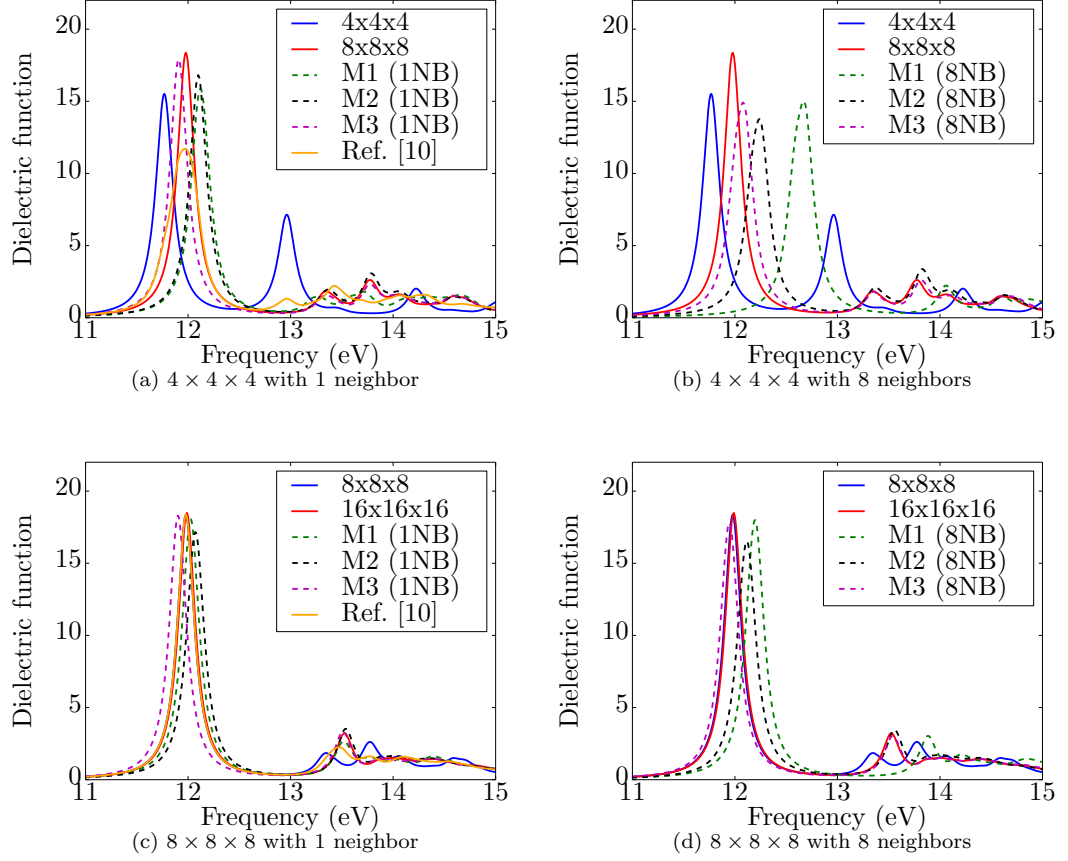 20
15
10
5
0
11 12 13 14 15
Dielectric function
Frequency (eV)
4x4x4
8x8x8
M1 (1NB)
M2 (1NB)
M3 (1NB)
Ref. [10]
(a) 4 × 4 × 4 with 1 neighbor
20
15
10
5
0
11 12 13 14 15
Dielectric function
Frequency (eV)
4x4x4
8x8x8
M1 (8NB)
M2 (8NB)
M3 (8NB)
(b) 4 × 4 × 4 with 8 neighbors
20
15
10
5
0
11 12 13 14 15
Dielectric function
Frequency (eV)
8x8x8
16x16x16
M1 (1NB)
M2 (1NB)
M3 (1NB)
Ref. [10]
(c) 8 × 8 × 8 with 1 neighbor
20
15
10
5
0
11 12 13 14 15
Dielectric function
Frequency (eV)
8x8x8
16x16x16
M1 (8NB)
M2 (8NB)
M3 (8NB)
(d) 8 × 8 × 8 with 8 neighbors